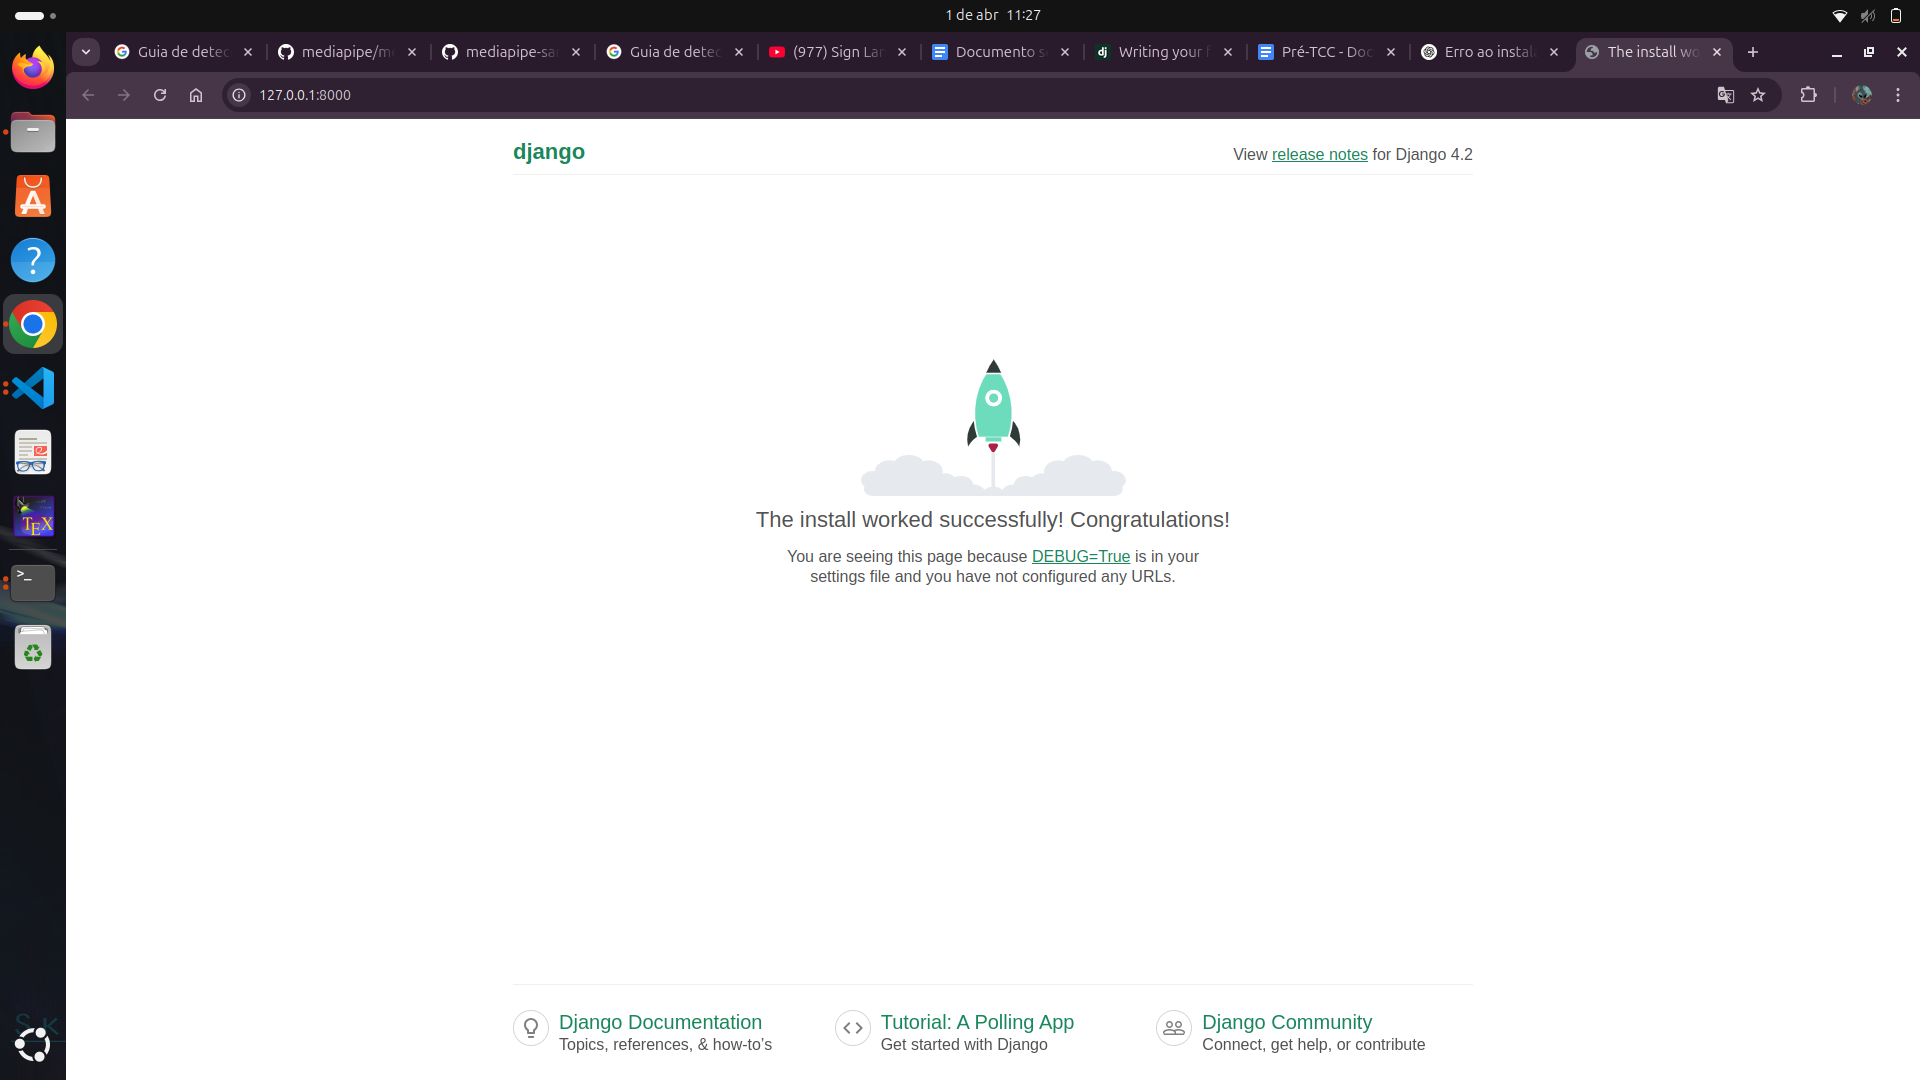 1 de abr 11:27
Guia de detec
mediapipe/me
mediapipe-sa
Guia de detec
(977) Sign Lan
Documento s
Writing your f
Pré-TCC - Doc
Erro ao instal
The install wo
127.0.0.1:8000
django
View release notes for Django 4.2
The install worked successfully! Congratulations!
You are seeing this page because DEBUG=True is in your
settings file and you have not configured any URLs.
Django Documentation
Topics, references, & how-to’s
Tutorial: A Polling App
Get started with Django
Django Community
Connect, get help, or contribute